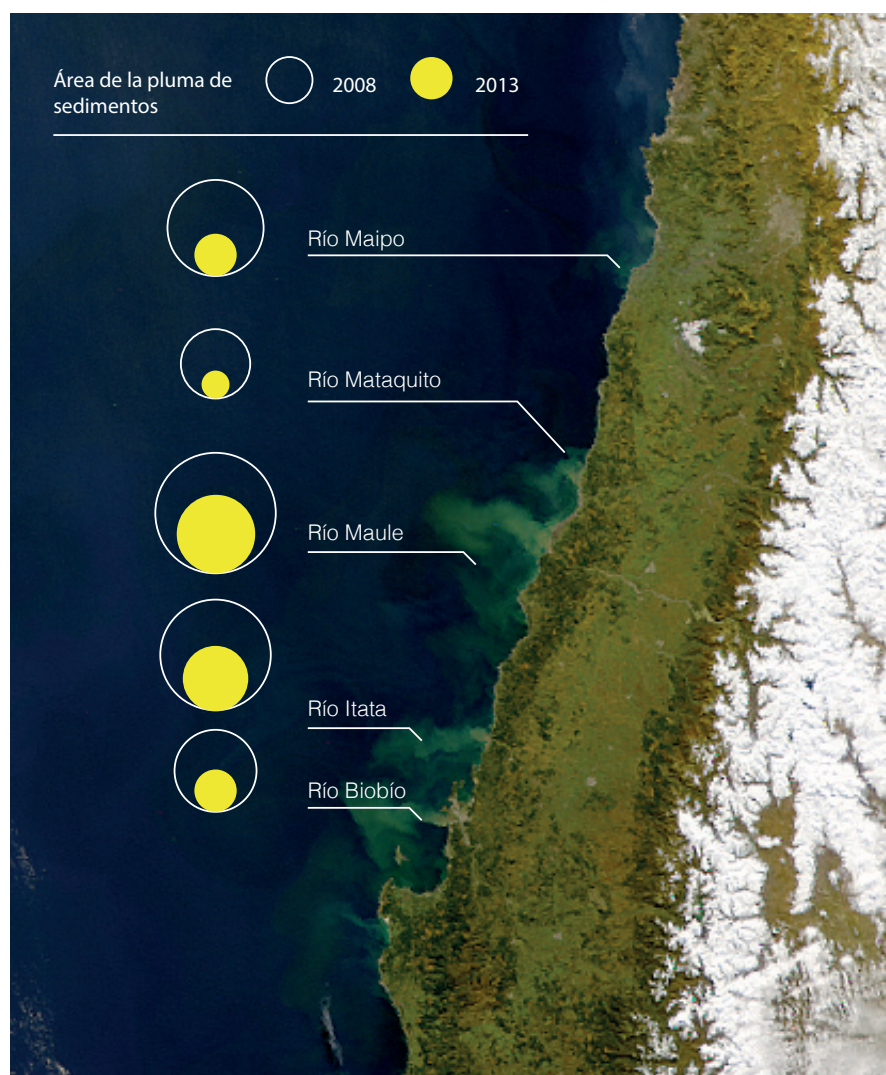 Área de la pluma de
sedimentos
2008
2013
Río Maipo
Río Mataquito
Río Maule
Río Itata
Río Biobío